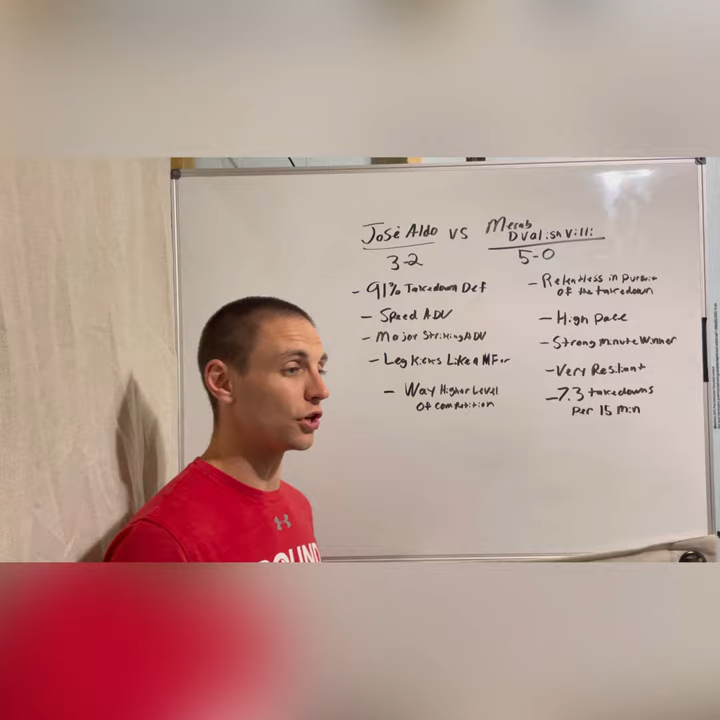 José Aldo vs Merab
Dvalishvili
3-2
5-0
- 91% Takedown Def
- Speed ADV
- Major Striking ADV
- Leg Kicks Like a MFer
- Way Higher Level
Of Competition
- Relentless in Pursuit
of the takedown
- High Pace
- Strong minute Winner
- Very Resiliant
- 7.3 takedowns
Per 15 Min